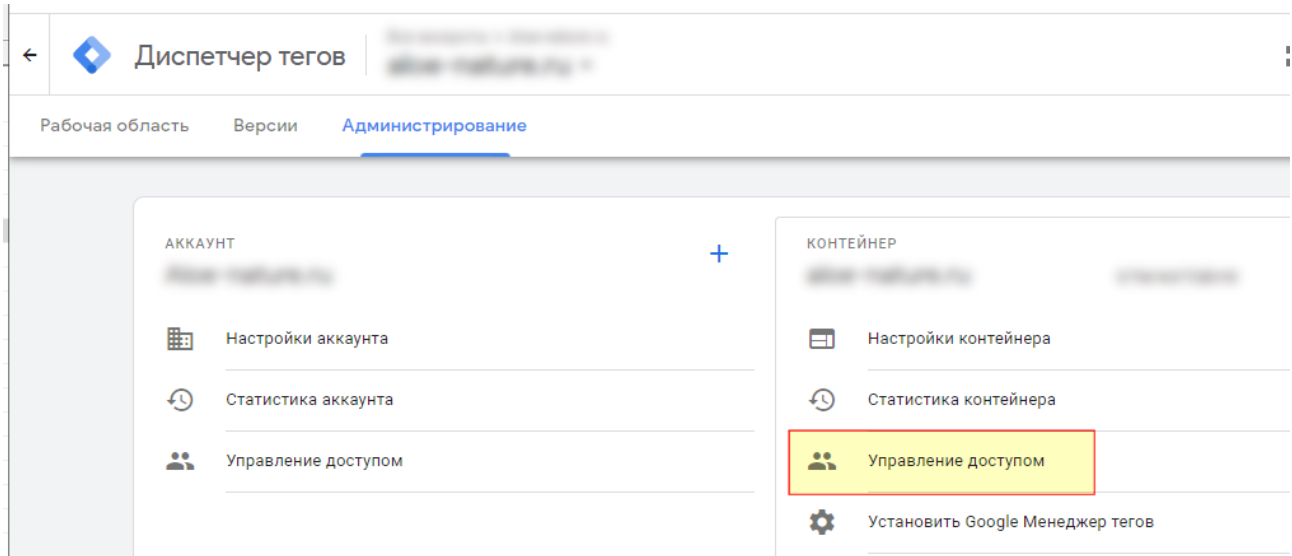 Диспетчер тегов
Рабочая область Версии Администрирование
АККАУНТ
Настройки аккаунта
Статистика аккаунта
Управление доступом
КОНТЕЙНЕР
Настройки контейнера
Статистика контейнера
Управление доступом
Установить Google Менеджер тегов